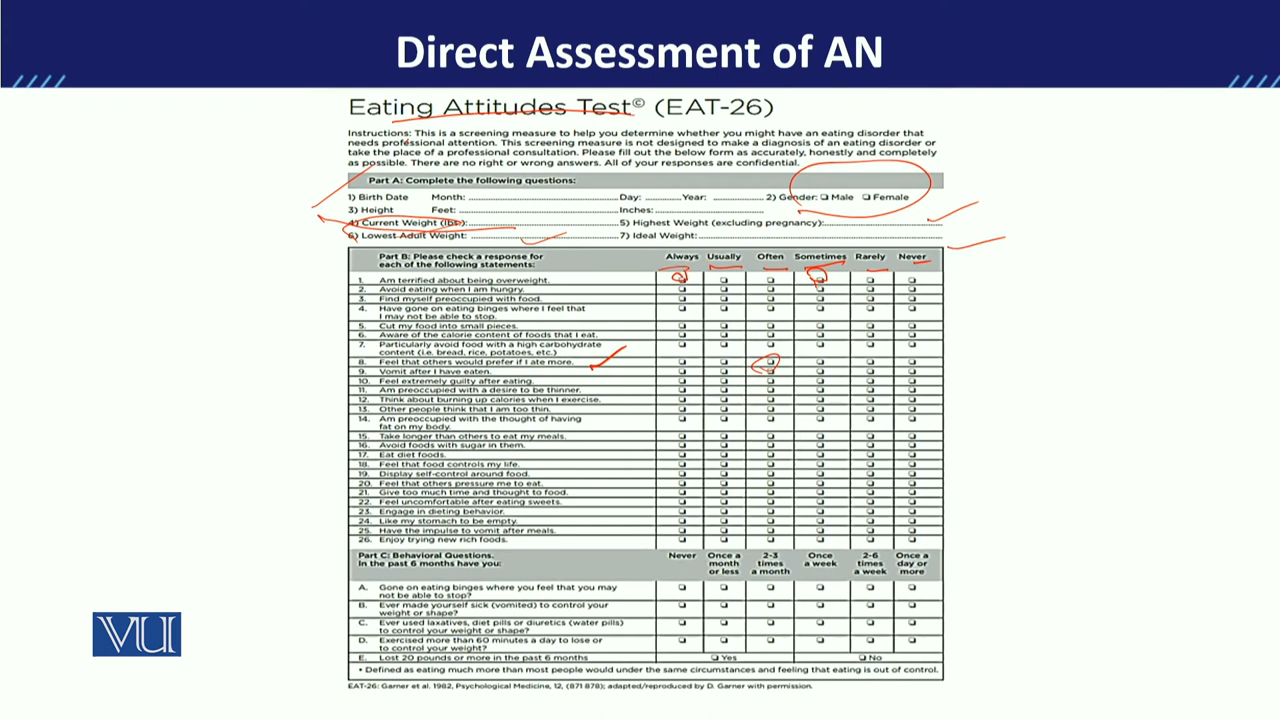 Direct Assessment of AN
Eating Attitudes Test© (EAT-26)
Instructions: This is a screening measure to help you determine whether you might have an eating disorder that
needs professional attention. This screening measure is not designed to make a diagnosis of an eating disorder or
take the place of a professional consultation. Please fill out the below form as accurately, honestly and completely
as possible. There are no right or wrong answers. All of your responses are confidential.
Part A: Complete the following questions:
1) Birth Date Month: Day: Year: 2) Gender: Male Female
3) Height Feet: Inches:
4) Current Weight (lbs.): 5) Highest Weight (excluding pregnancy):
6) Lowest Adult Weight: 7) Ideal Weight:
Part B: Please check a response for
each of the following statements:
Always Usually Often Sometimes Rarely Never
1. Am terrified about being overweight.
2. Avoid eating when I am hungry.
3. Find myself preoccupied with food.
4. Have gone on eating binges where I feel that
I may not be able to stop.
5. Cut my food into small pieces.
6. Aware of the calorie content of foods that I eat.
7. Particularly avoid food with a high carbohydrate
content (i.e. bread, rice, potatoes, etc.)
8. Feel that others would prefer if I ate more.
9. Vomit after I have eaten.
10. Feel extremely guilty after eating.
11. Am preoccupied with a desire to be thinner.
12. Think about burning up calories when I exercise.
13. Other people think that I am too thin.
14. Am preoccupied with the thought of having
fat on my body.
15. Take longer than others to eat my meals.
16. Avoid foods with sugar in them.
17. Eat diet foods.
18. Feel that food controls my life.
19. Display self-control around food.
20. Feel that others pressure me to eat.
21. Give too much time and thought to food.
22. Feel uncomfortable after eating sweets.
23. Engage in dieting behavior.
24. Like my stomach to be empty.
25. Have the impulse to vomit after meals.
26. Enjoy trying new rich foods.
Part C: Behavioral Questions.
In the past 6 months have you:
Never Once a month or less 2-3 times a month Once a week 2-6 times a week Once a day or more
A. Gone on eating binges where you feel that you may
not be able to stop?
B. Ever made yourself sick (vomited) to control your
weight or shape?
C. Ever used laxatives, diet pills or diuretics (water pills)
to control your weight or shape?
D. Exercised more than 60 minutes a day to lose or
to control your weight?
E. Lost 20 pounds or more in the past 6 months Yes No
• Defined as eating much more than most people would under the same circumstances and feeling that eating is out of control.
EAT-26: Garner et al. 1982, Psychological Medicine, 12, (871 878); adapted/reproduced by D. Garner with permission.
VU